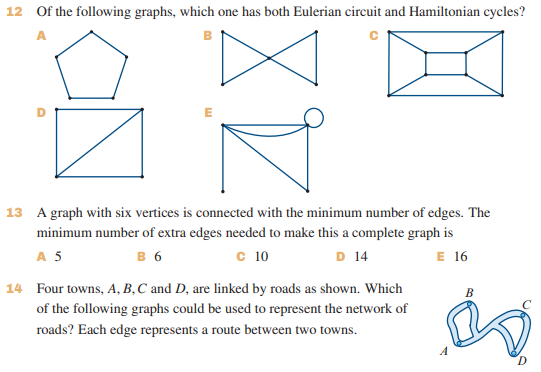 12 Of the following graphs, which one has both Eulerian circuit and Hamiltonian cycles?
A B C
D E
13 A graph with six vertices is connected with the minimum number of edges. The
minimum number of extra edges needed to make this a complete graph is
A 5 B 6 C 10 D 14 E 16
14 Four towns, A, B, C and D, are linked by roads as shown. Which
of the following graphs could be used to represent the network of
roads? Each edge represents a route between two towns.
B
C
A
D